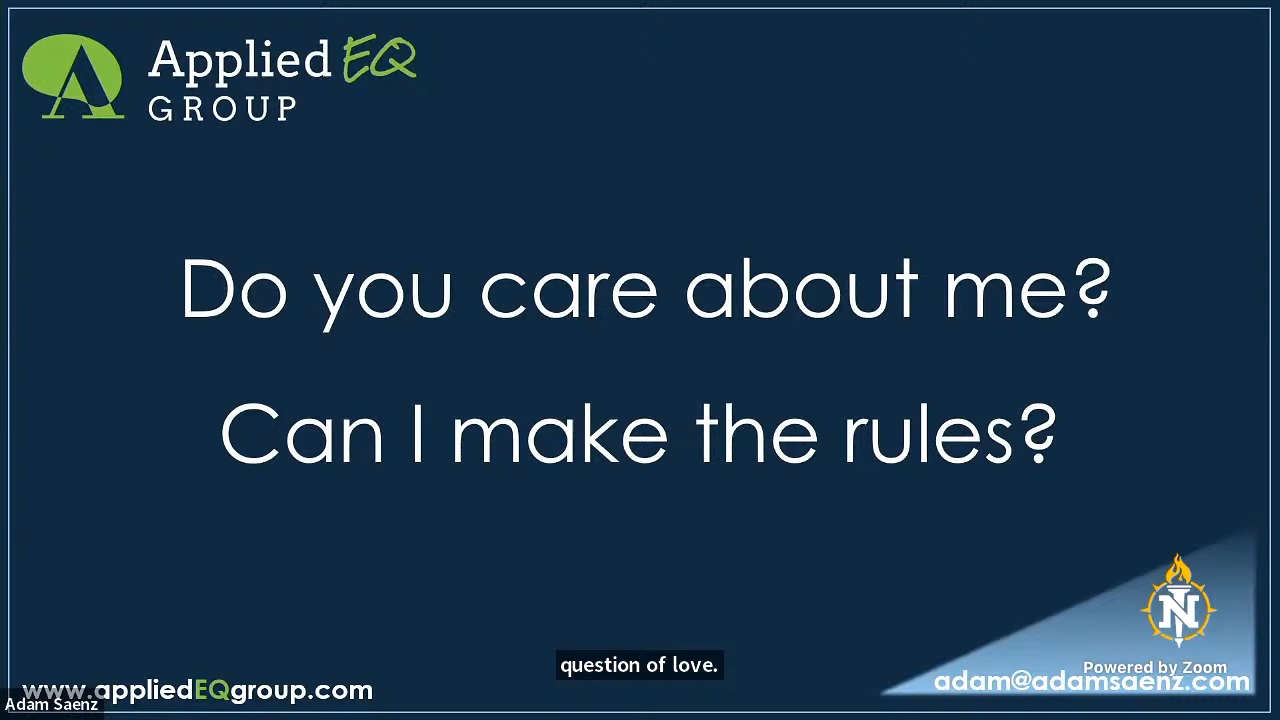 Applied EQ
GROUP
Do you care about me?
Can I make the rules?
N
question of love.
Powered by Zoom
www.appliedEQgroup.com
adam@adamsaenz.com
Adam Saenz